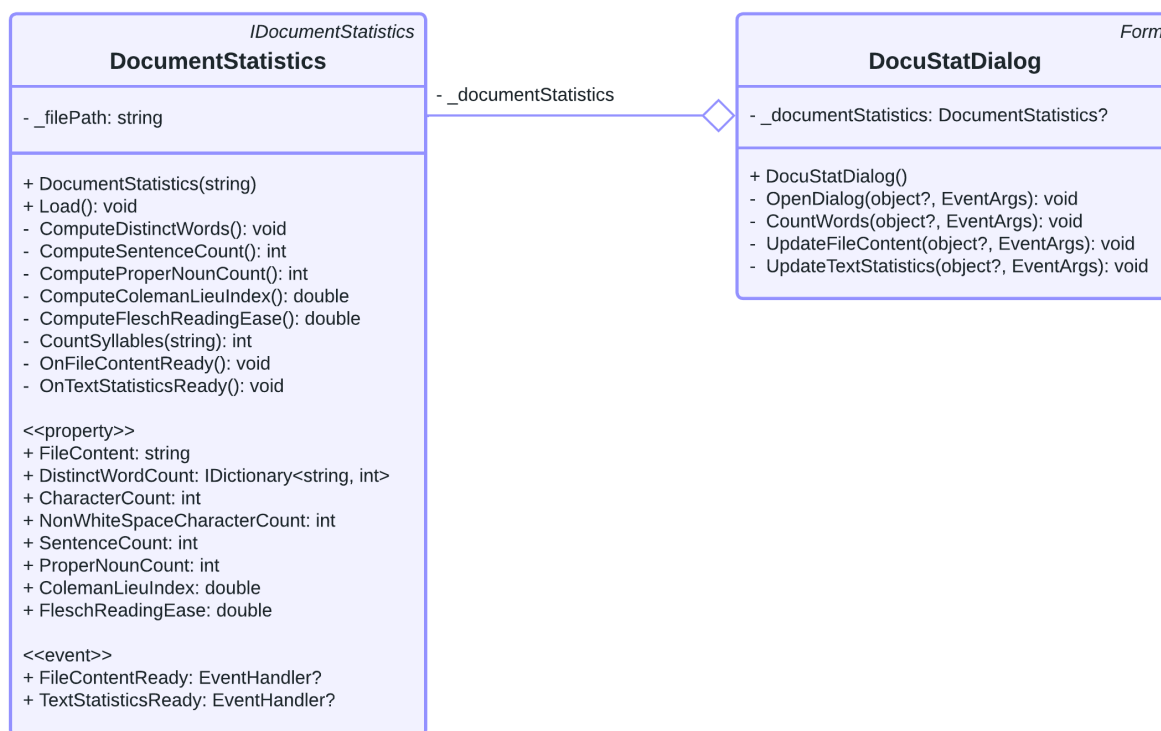 IDocumentStatistics
DocumentStatistics
- _filePath: string
+ DocumentStatistics(string)
+ Load(): void
- ComputeDistinctWords(): void
- ComputeSentenceCount(): int
- ComputeProperNounCount(): int
- ComputeColemanLieuIndex(): double
- ComputeFleschReadingEase(): double
- CountSyllables(string): int
- OnFileContentReady(): void
- OnTextStatisticsReady(): void
<<property>>
+ FileContent: string
+ DistinctWordCount: IDictionary<string, int>
+ CharacterCount: int
+ NonWhiteSpaceCharacterCount: int
+ SentenceCount: int
+ ProperNounCount: int
+ ColemanLieuIndex: double
+ FleschReadingEase: double
<<event>>
+ FileContentReady: EventHandler?
+ TextStatisticsReady: EventHandler?
- _documentStatistics
Form
DocuStatDialog
- _documentStatistics: DocumentStatistics?
+ DocuStatDialog()
- OpenDialog(object?, EventArgs): void
- CountWords(object?, EventArgs): void
- UpdateFileContent(object?, EventArgs): void
- UpdateTextStatistics(object?, EventArgs): void